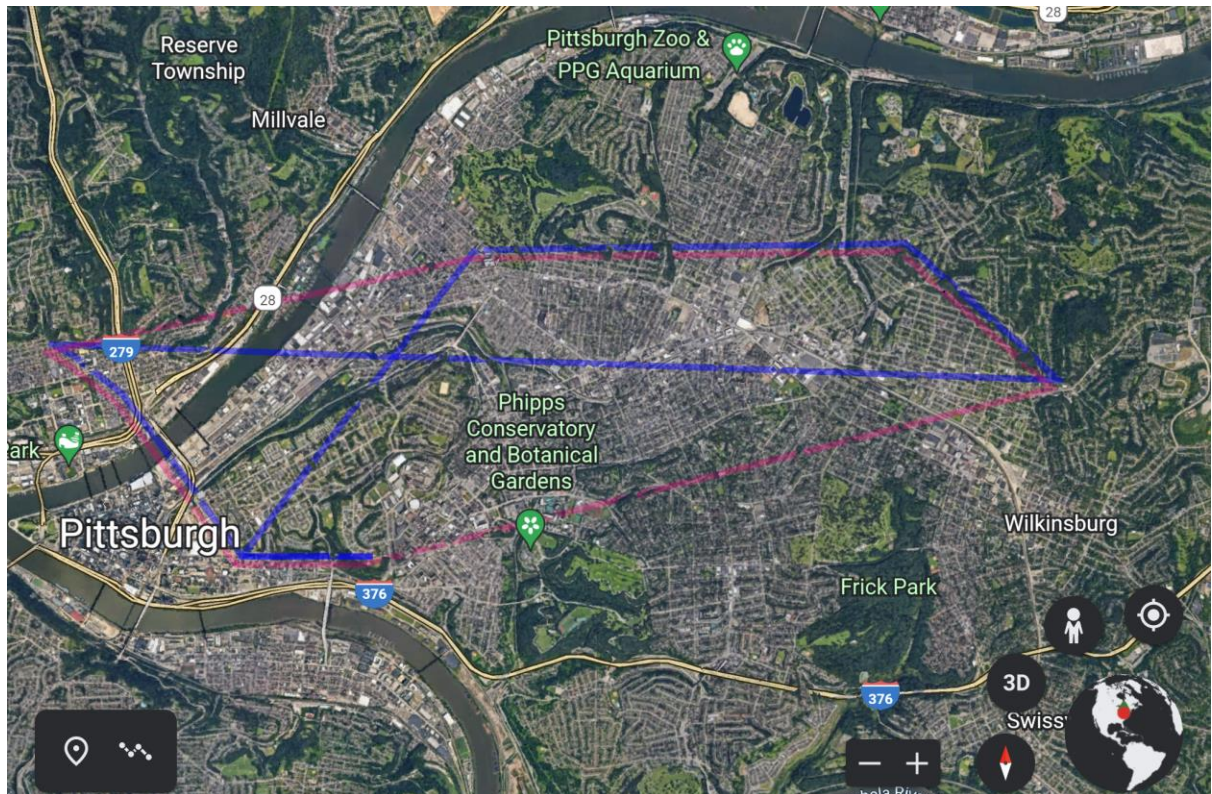 28
Pittsburgh Zoo &
PPG Aquarium
Reserve
Township
Millvale
28
279
Phipps
Conservatory
and Botanical
Gardens
ark
Pittsburgh
Wilkinsburg
Frick Park
376
376
3D
Swiss